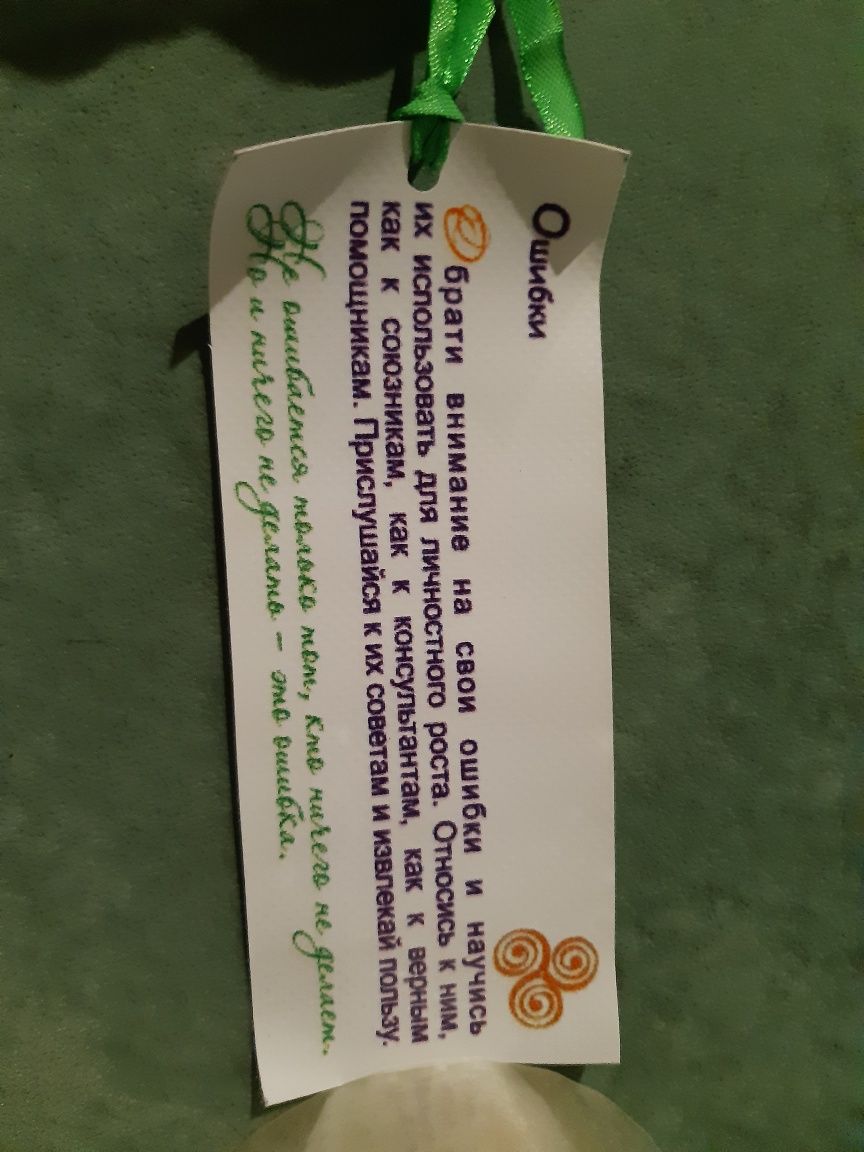 Ошибки
Обрати внимание на свои ошибки и научись
их использовать для личностного роста. Относись к ним,
как к союзникам, как к консультантам, как к верным
помощникам. Прислушайся к их советам и извлекай пользу.
Не ошибается только тот, кто ничего не делает.
Но и ничего не делать – это ошибка.